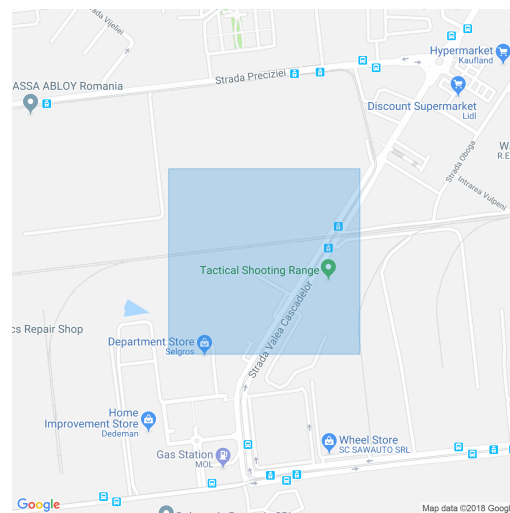 Strada Vijeliei
Strada Preciziei
Hypermarket
Kaufland
ASSA ABLOY Romania
Discount Supermarket
Lidl
Strada Oboga
Wa
R.E
Intrarea Vulpeni
Tactical Shooting Range
Strada Valea Cascadelor
cs Repair Shop
Department Store
Selgros
Home
Improvement Store
Dedeman
Gas Station
MOL
Wheel Store
SC SAWAUTO SRL
Google
Map data ©2018 Googl